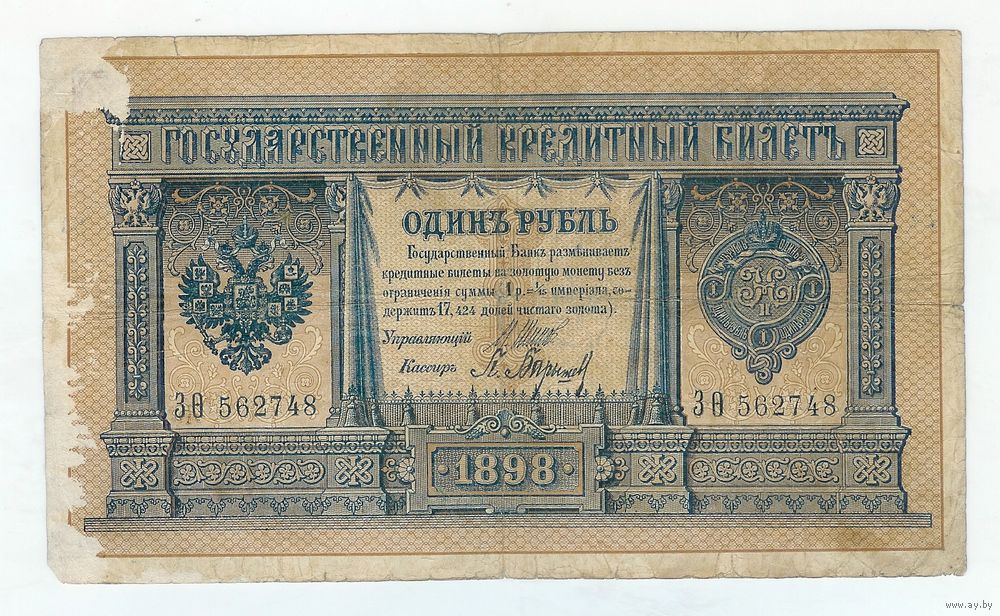 ГОСУДАРСТВЕННЫЙ КРЕДИТНЫЙ БИЛЕТЪ
ОДИНЪ РУБЛЬ
Государственный Банкъ размѣниваетъ
кредитные билеты на золотую монету безъ
ограниченія суммы (1 р. = 1/15 имперіала, со-
держитъ 17,424 долей чистаго золота).
Управляющій
Кассиръ
ЗѲ 562748
ЗѲ 562748
1898
www.ay.by